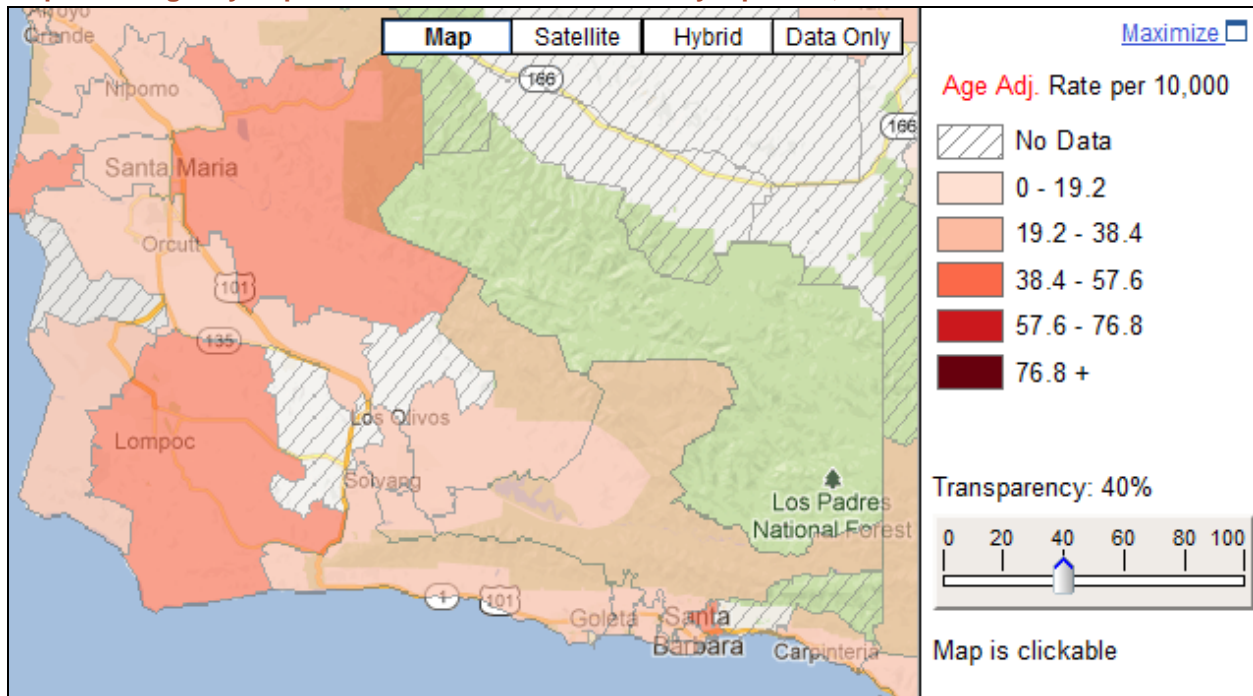 Arroyo
Grande
Map
Satellite
Hybrid
Data Only
Maximize
166
Nipomo
166
Santa Maria
Orcutt
101
135
Los Olivos
Lompoc
Solvang
Los Padres
National Forest
1
101
Goleta
Santa
Barbara
Carpinteria
Age Adj. Rate per 10,000
No Data
0 - 19.2
19.2 - 38.4
38.4 - 57.6
57.6 - 76.8
76.8 +
Transparency: 40%
0 20 40 60 80 100
Map is clickable